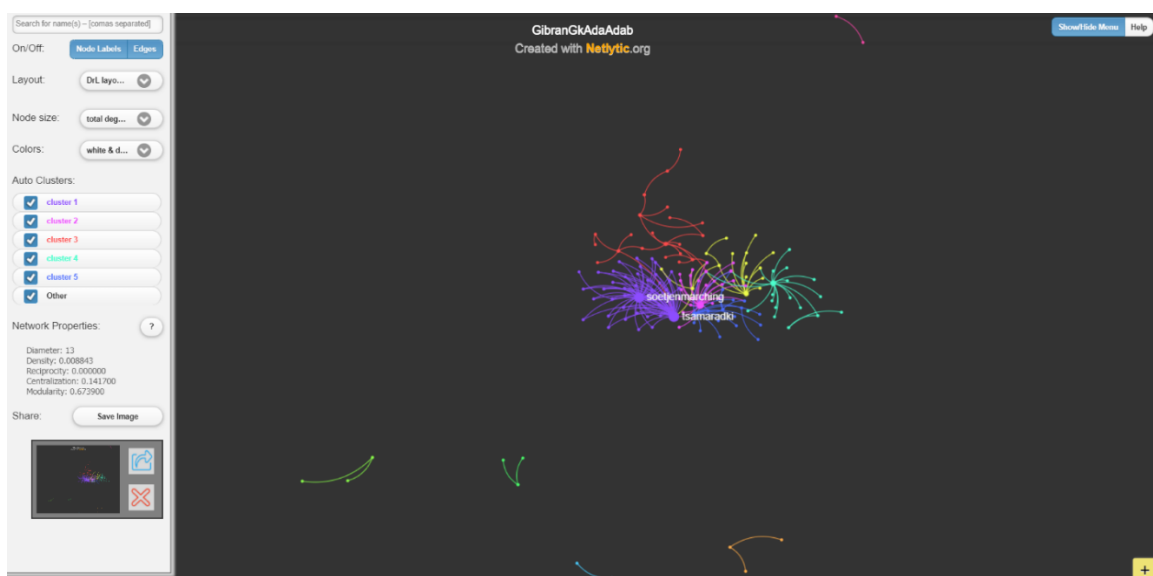 Search for name(s) – [comas separated]
On/Off:
Node Labels
Edges
Layout:
DrL layo...
Node size:
total deg...
Colors:
white & d...
Auto Clusters:
cluster 1
cluster 2
cluster 3
cluster 4
cluster 5
Other
Network Properties:
?
Diameter: 13
Density: 0.008843
Reciprocity: 0.000000
Centralization: 0.141700
Modularity: 0.673900
Share:
Save Image
GibranGkAdaAdab
Created with Netlytic.org
Show/Hide Menu
Help
soetjenmarching
tsamaradki
+